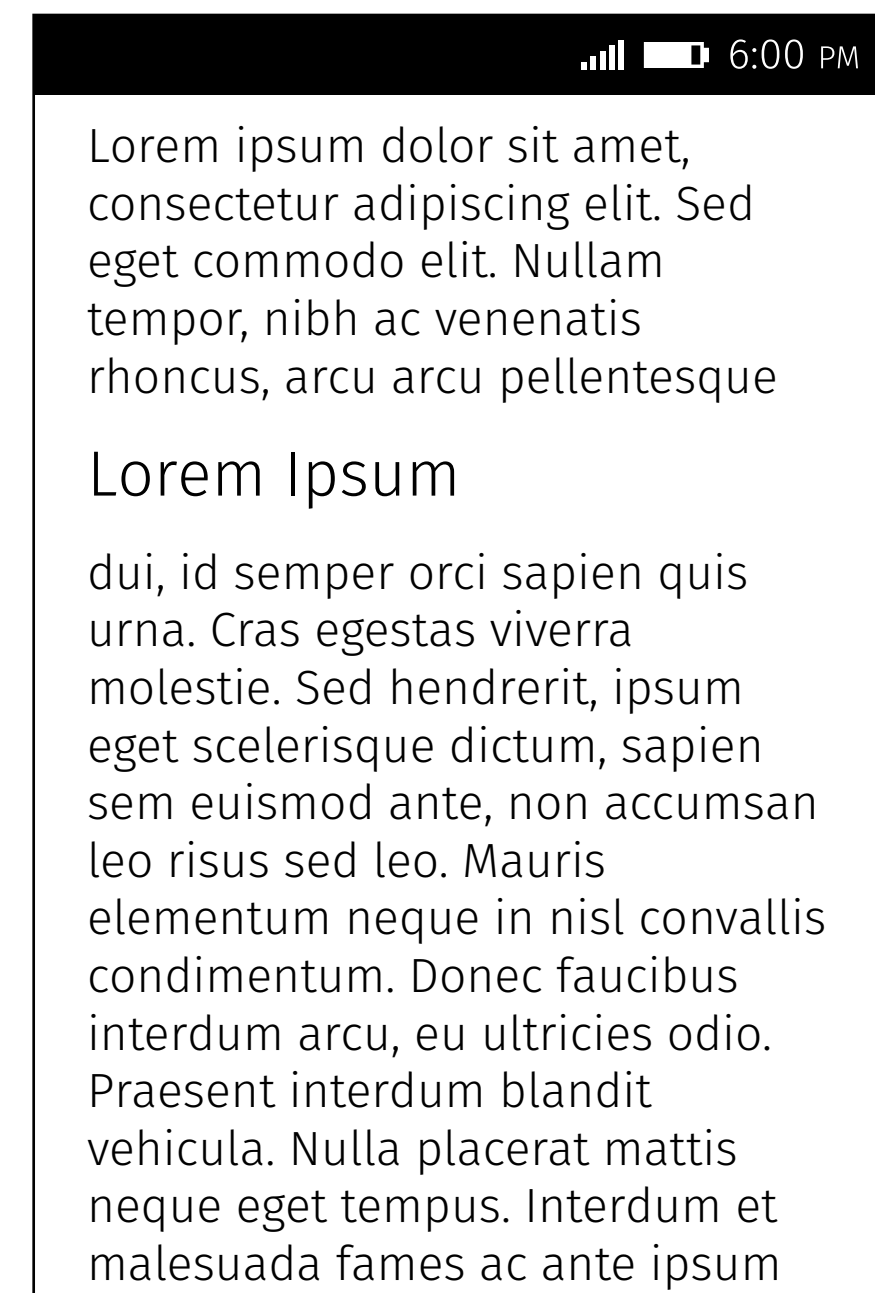 6:00 PM
Lorem ipsum dolor sit amet,
consectetur adipiscing elit. Sed
eget commodo elit. Nullam
tempor, nibh ac venenatis
rhoncus, arcu arcu pellentesque
Lorem Ipsum
dui, id semper orci sapien quis
urna. Cras egestas viverra
molestie. Sed hendrerit, ipsum
eget scelerisque dictum, sapien
sem euismod ante, non accumsan
leo risus sed leo. Mauris
elementum neque in nisl convallis
condimentum. Donec faucibus
interdum arcu, eu ultricies odio.
Praesent interdum blandit
vehicula. Nulla placerat mattis
neque eget tempus. Interdum et
malesuada fames ac ante ipsum